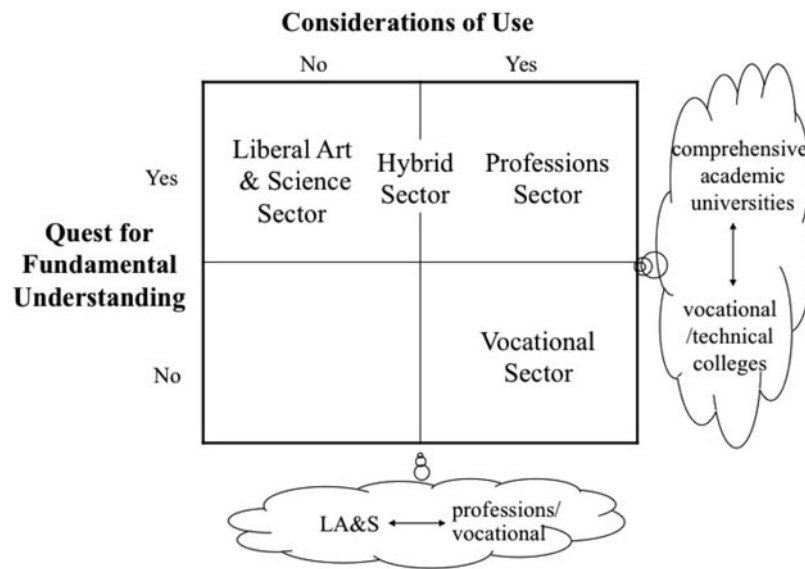 Considerations of Use
No
Yes
Yes
Liberal Art
& Science
Sector
Hybrid
Sector
Professions
Sector
Quest for
Fundamental
Understanding
No
Vocational
Sector
comprehensive
academic
universities
vocational
/technical
colleges
LA&S
professions/
vocational